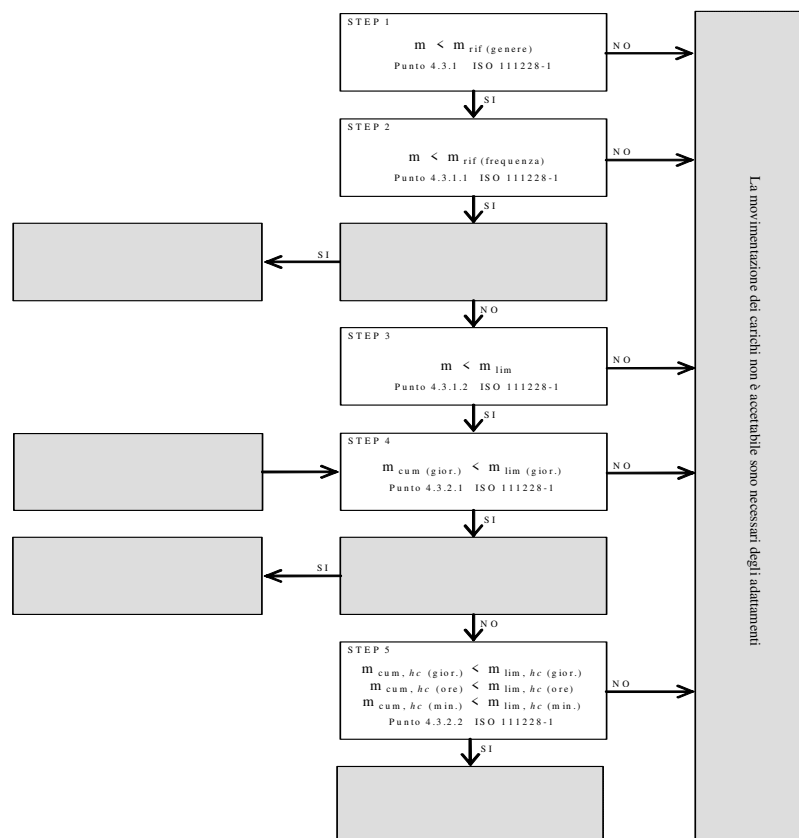 STEP 1
m < m rif (genere)
Punto 4.3.1 ISO 111228-1
NO
SI
STEP 2
m < m rif (frequenza)
Punto 4.3.1.1 ISO 111228-1
NO
SI
SI
NO
STEP 3
m < m lim
Punto 4.3.1.2 ISO 111228-1
NO
SI
STEP 4
m cum (gior.) < m lim (gior.)
Punto 4.3.2.1 ISO 111228-1
NO
SI
SI
NO
STEP 5
m cum, hc (gior.) < m lim, hc (gior.)
m cum, hc (ore) < m lim, hc (ore)
m cum, hc (min.) < m lim, hc (min.)
Punto 4.3.2.2 ISO 111228-1
NO
SI
La movimentazione dei carichi non è accettabile sono necessari degli adattamenti